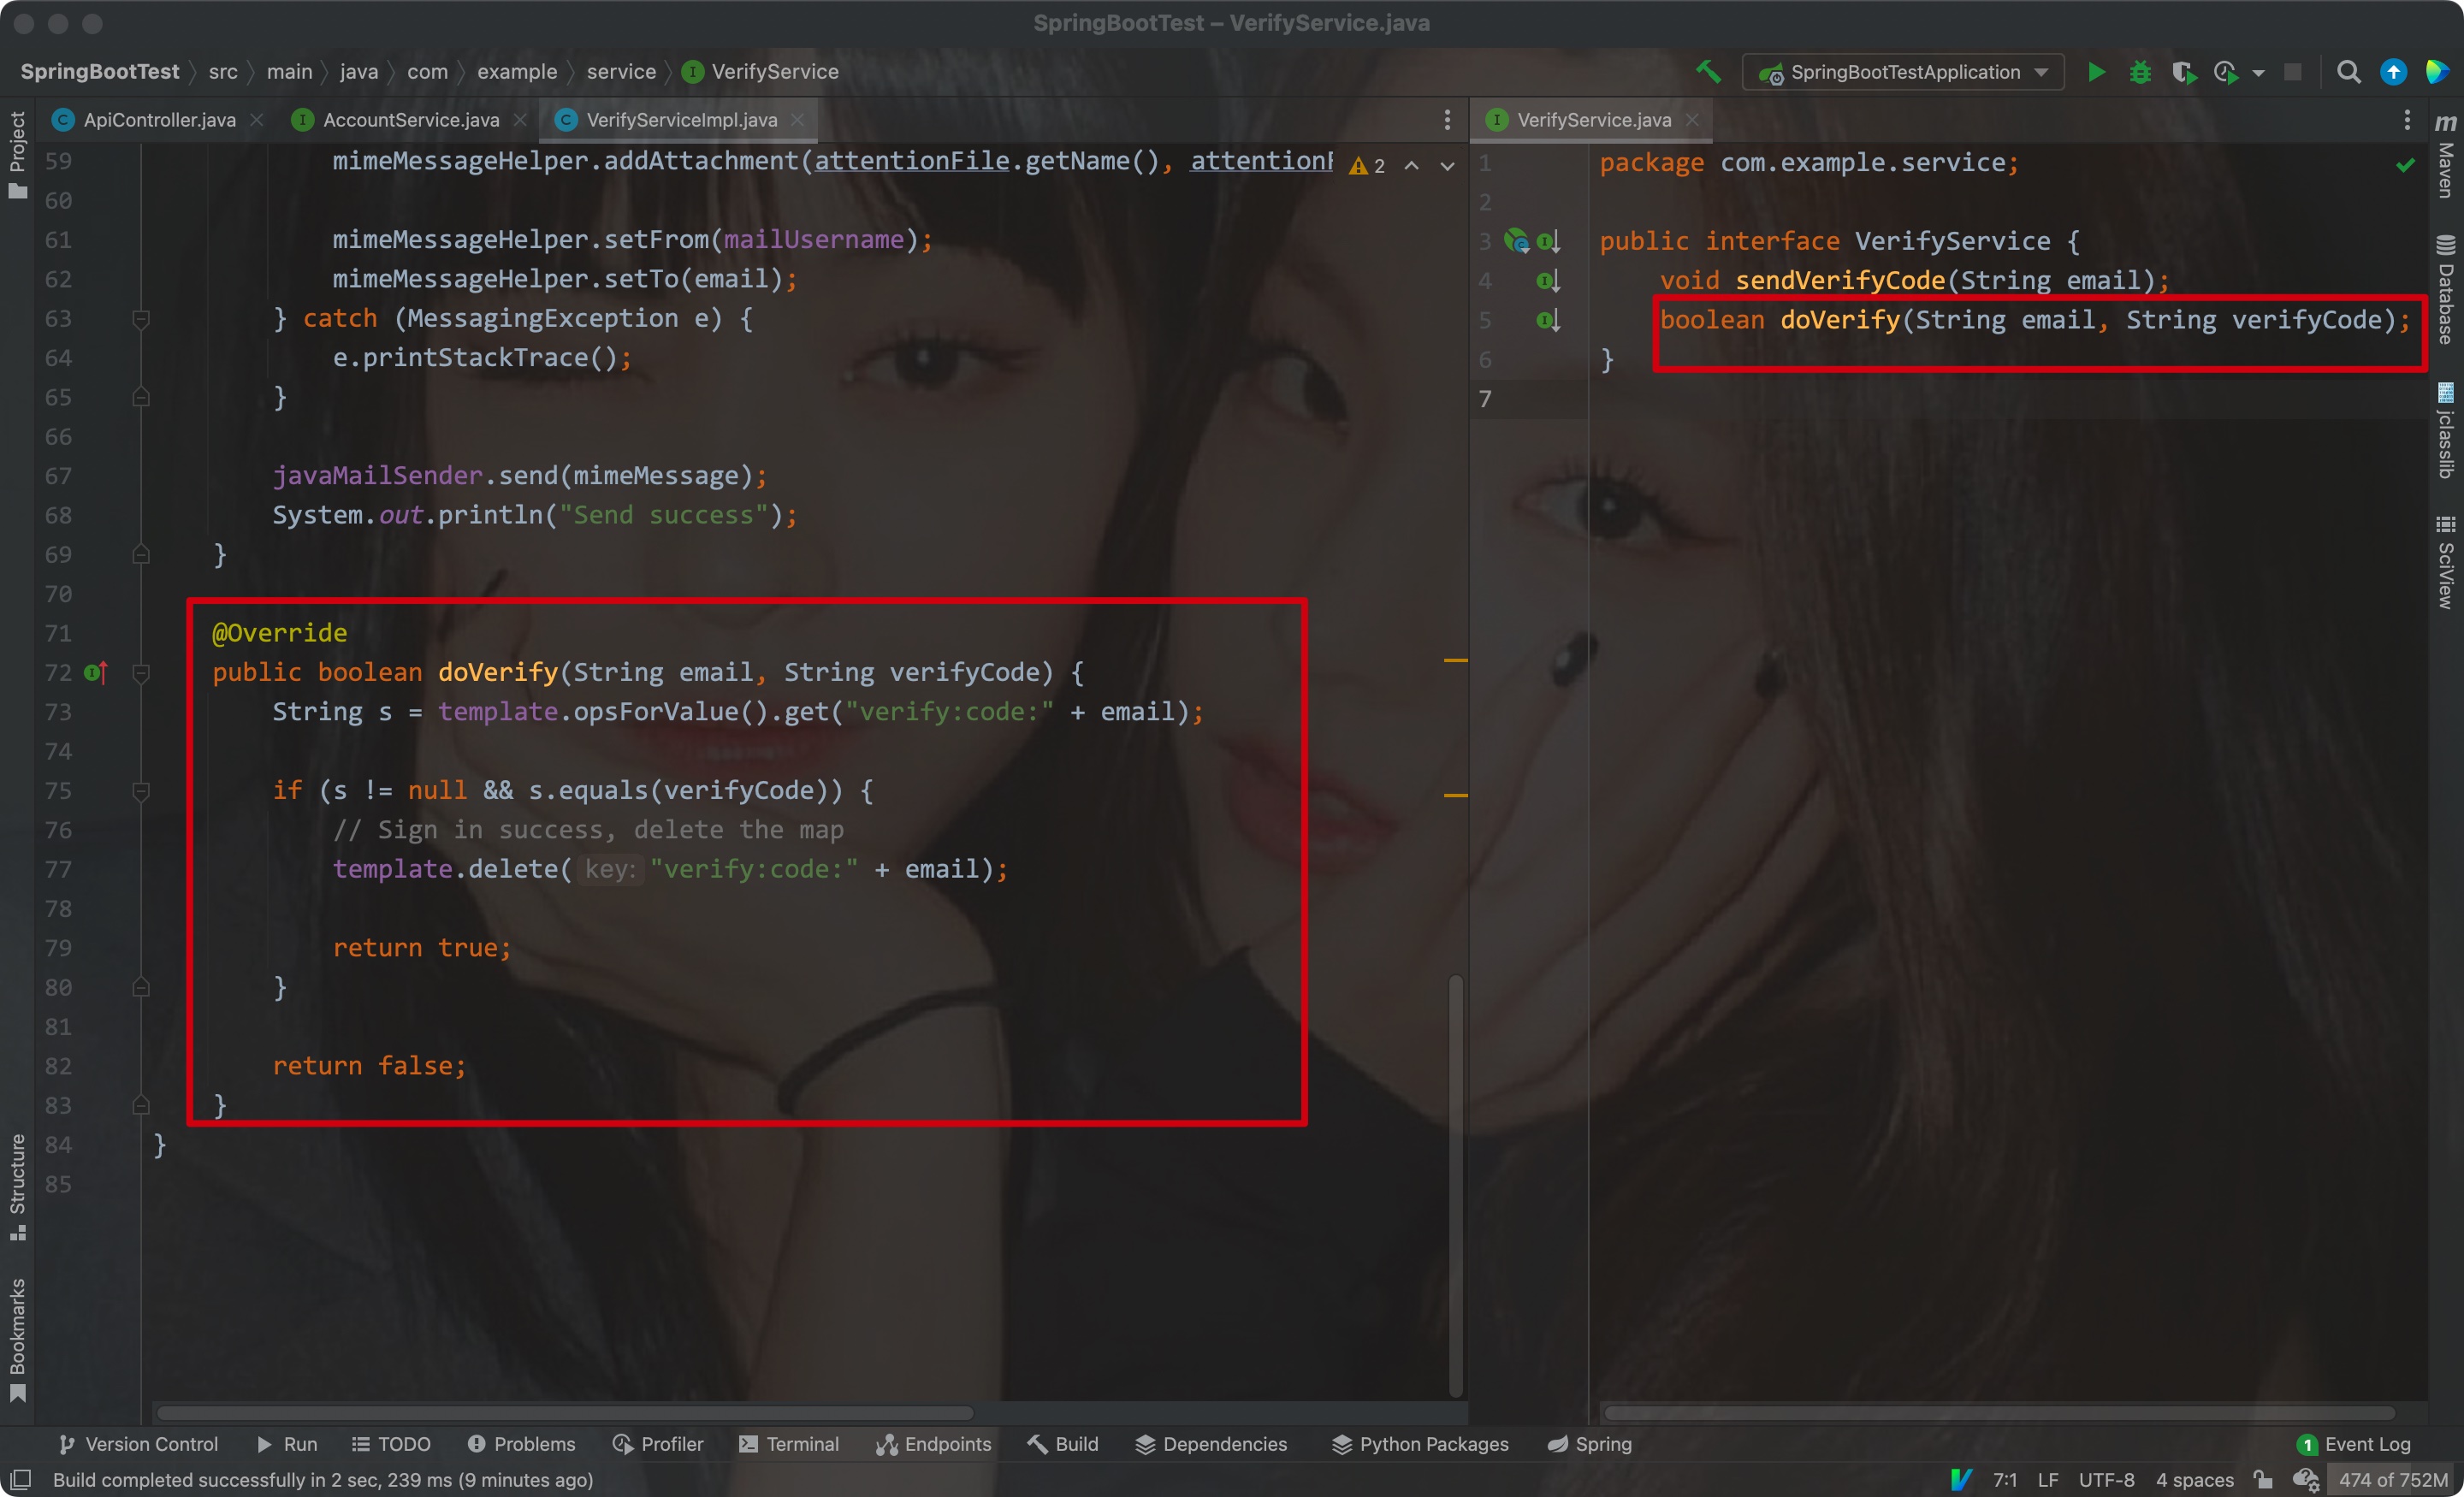 SpringBootTest – VerifyService.java
SpringBootTest src main java com example service VerifyService
SpringBootTestApplication
ApiController.java
AccountService.java
VerifyServiceImpl.java
VerifyService.java
Project
Structure
Bookmarks
59 mimeMessageHelper.addAttachment(attentionFile.getName(), attentionF
2
60
61 mimeMessageHelper.setFrom(mailUsername);
62 mimeMessageHelper.setTo(email);
63 } catch (MessagingException e) {
64 e.printStackTrace();
65 }
66
67 javaMailSender.send(mimeMessage);
68 System.out.println("Send success");
69 }
70
71 @Override
72 public boolean doVerify(String email, String verifyCode) {
73 String s = template.opsForValue().get("verify:code:" + email);
74
75 if (s != null && s.equals(verifyCode)) {
76 // Sign in success, delete the map
77 template.delete( key: "verify:code:" + email);
78
79 return true;
80 }
81
82 return false;
83 }
84 }
85
1 package com.example.service;
2
3 public interface VerifyService {
4 void sendVerifyCode(String email);
5 boolean doVerify(String email, String verifyCode);
6 }
7
m
Maven
Database
jclasslib
SciView
Version Control Run TODO Problems Profiler Terminal Endpoints Build Dependencies Python Packages Spring
1 Event Log
Build completed successfully in 2 sec, 239 ms (9 minutes ago)
7:1 LF UTF-8 4 spaces 474 of 752M